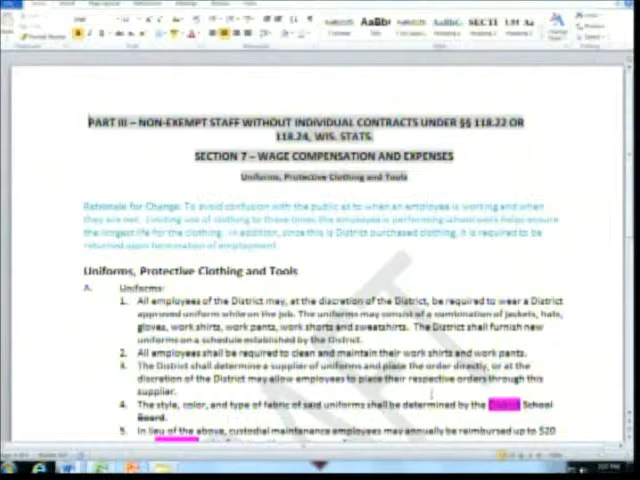 PART III – NON-EXEMPT STAFF WITHOUT INDIVIDUAL CONTRACTS UNDER §§ 118.22 OR
118.24, WIS. STATS.
SECTION 7 – WAGE COMPENSATION AND EXPENSES
Uniforms, Protective Clothing and Tools
Rationale for Change: To avoid confusion with the public as to when an employee is working and when
they are not. Limiting use of clothing to those times the employee is performing school work helps ensure
the longest life for the clothing. In addition, since this is District purchased clothing, it is required to be
returned upon termination of employment.
Uniforms, Protective Clothing and Tools
A. Uniforms:
1. All employees of the District may, at the discretion of the District, be required to wear a District
approved uniform while on the job. The uniforms may consist of a combination of jackets, hats,
gloves, work shirts, work pants, work shorts and sweatshirts. The District shall furnish new
uniforms on a schedule established by the District.
2. All employees shall be required to clean and maintain their work shirts and work pants.
3. The District shall determine a supplier of uniforms and place the order directly, or at the
discretion of the District may allow employees to place their respective orders through this
supplier.
4. The style, color, and type of fabric of said uniforms shall be determined by the District School
Board.
5. In lieu of the above, custodial maintenance employees may annually be reimbursed up to $20